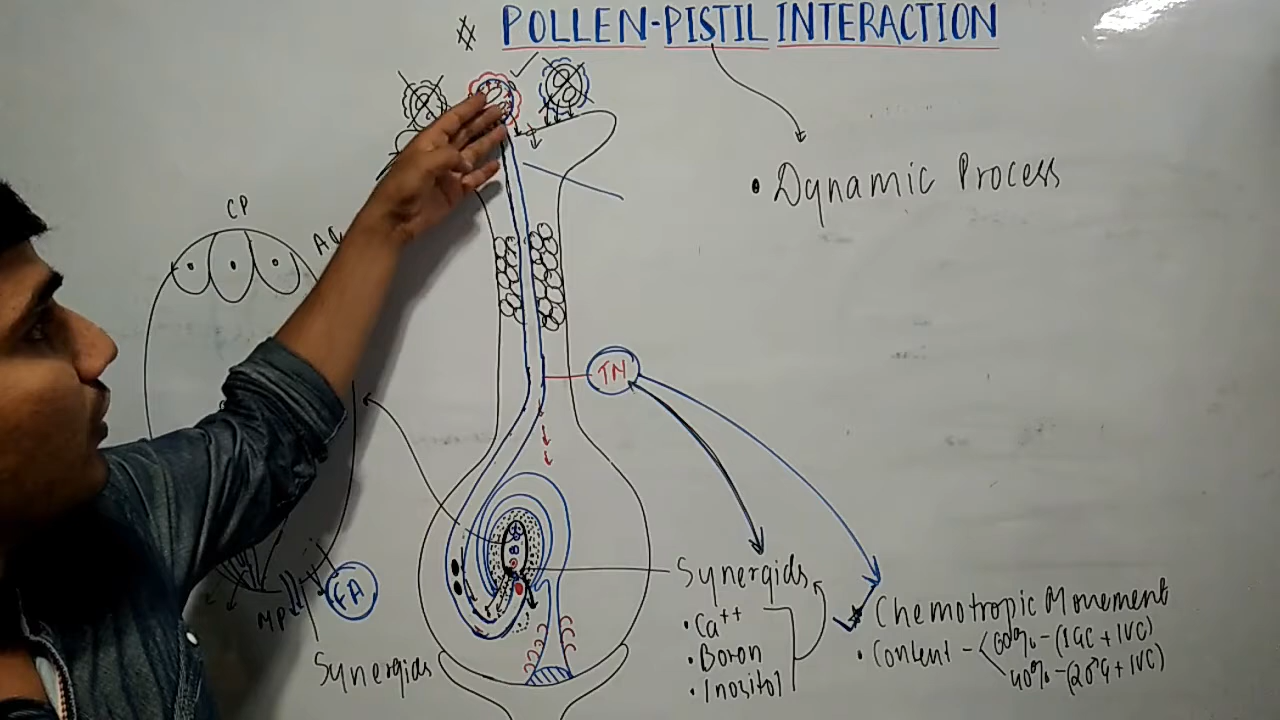 # POLLEN-PISTIL INTERACTION
• Dynamic Process
CP
TN
FA
MP
Synergids
Synergids
• Ca++
• Boron
• Inositol
Chemotropic Movement
• Content - 60% - (1GC + 1VC)
40% - (2♂G + 1VC)